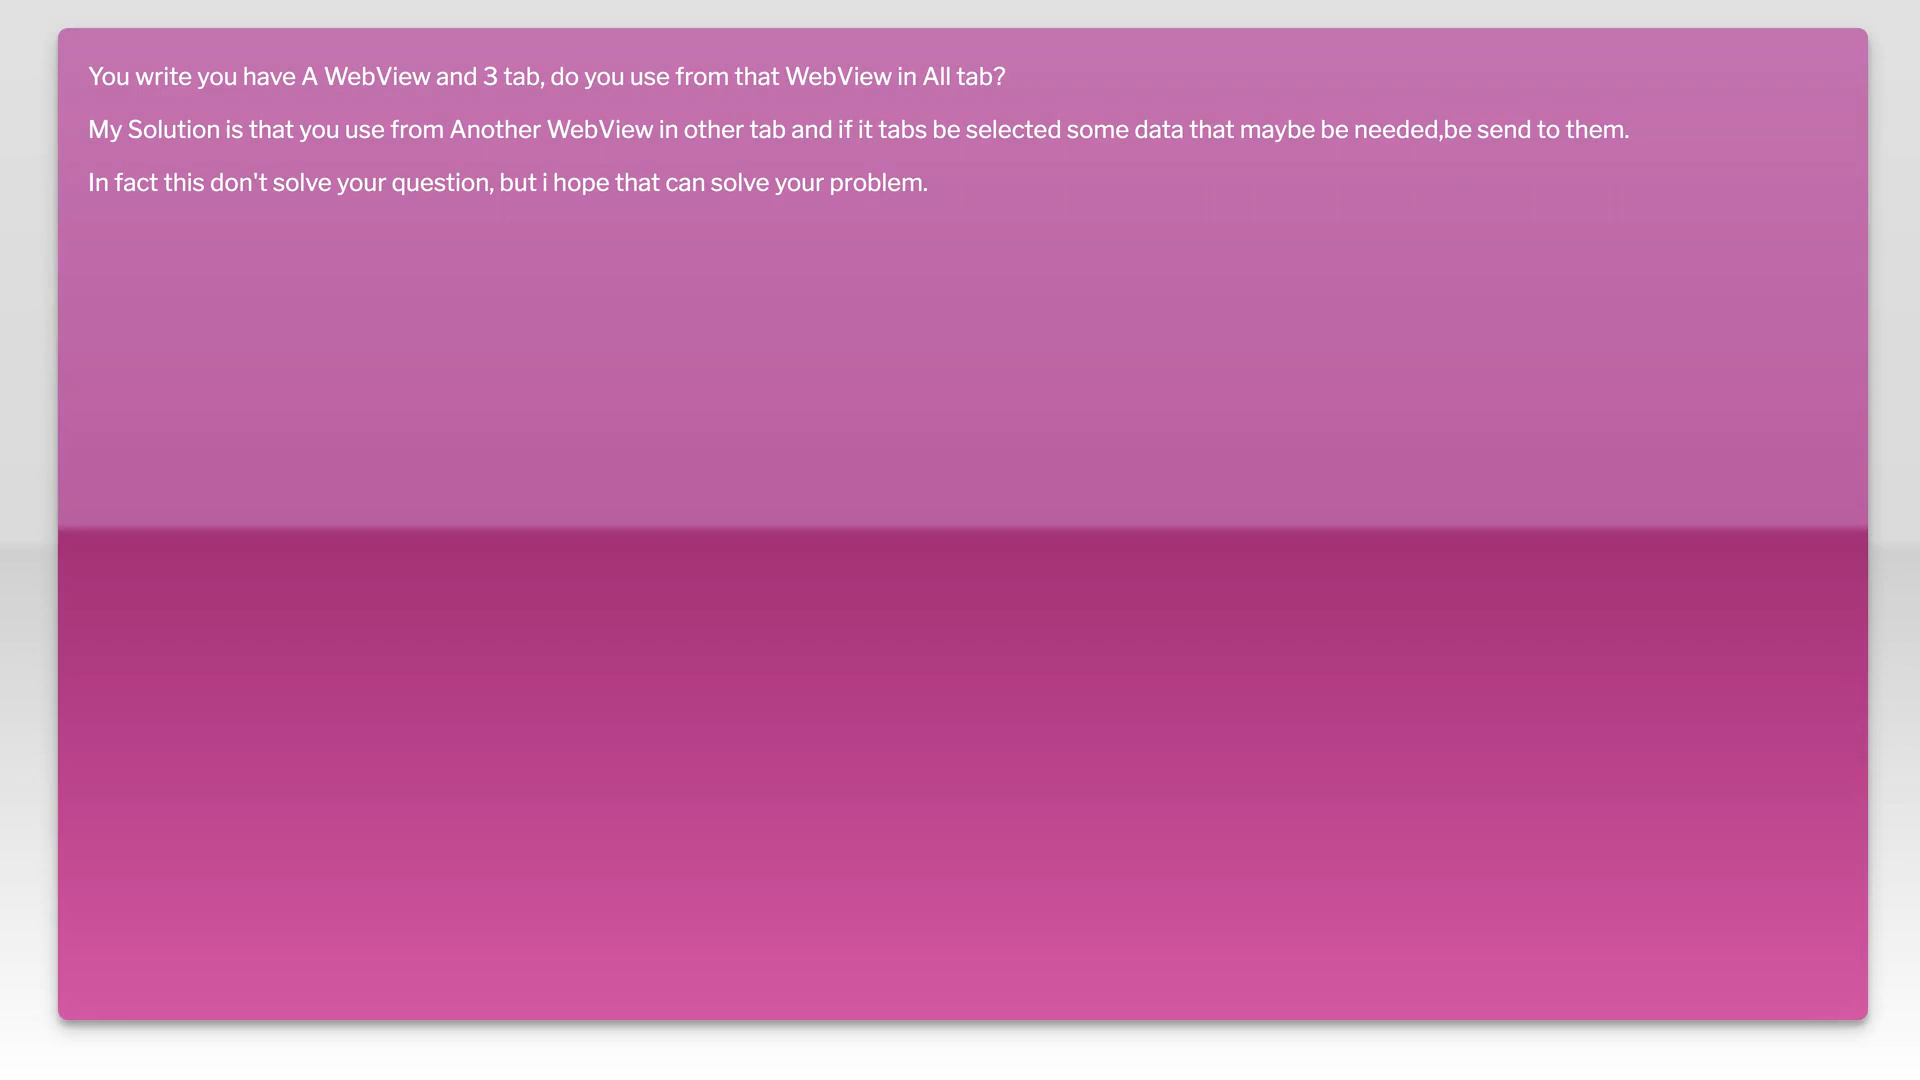 You write you have A WebView and 3 tab, do you use from that WebView in All tab?
My Solution is that you use from Another WebView in other tab and if it tabs be selected some data that maybe be needed,be send to them.
In fact this don't solve your question, but i hope that can solve your problem.